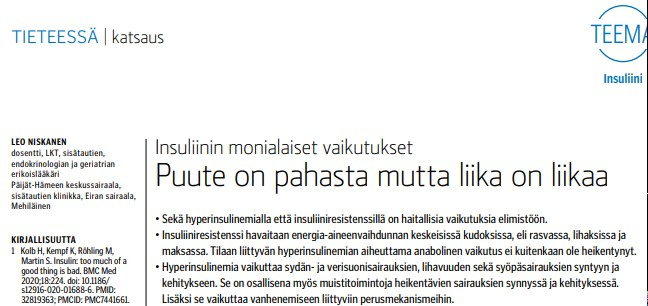 TIETEESSÄ | katsaus
TEEMA
Insuliini
LEO NISKANEN
dosentti, LKT, sisätautien,
endokrinologian ja geriatrian
erikoislääkäri
Päijät-Hämeen keskussairaala,
sisätautien klinikka, Eiran sairaala,
Mehiläinen
KIRJALLISUUTTA
1 Kolb H, Kempf K, Röhling M,
Martin S. Insulin: too much of a
good thing is bad. BMC Med
2020;18:224. doi: 10.1186/
s12916-020-01688-6. PMID:
32819363; PMCID: PMC7441661.
Insuliinin monialaiset vaikutukset
Puute on pahasta mutta liika on liikaa
• Sekä hyperinsulinemialla että insuliiniresistenssillä on haitallisia vaikutuksia elimistöön.
• Insuliiniresistenssi havaitaan energia-aineenvaihdunnan keskeisissä kudoksissa, eli rasvassa, lihaksissa ja
maksassa. Tilaan liittyvän hyperinsulinemian aiheuttama anabolinen vaikutus ei kuitenkaan ole heikentynyt.
• Hyperinsulinemia vaikuttaa sydän- ja verisuonisairauksien, lihavuuden sekä syöpäsairauksien syntyyn ja
kehitykseen. Se on osallisena myös muistitoimintoja heikentävien sairauksien synnyssä ja kehityksessä.
Lisäksi se vaikuttaa vanhenemiseen liittyviin perusmekanismeihin.